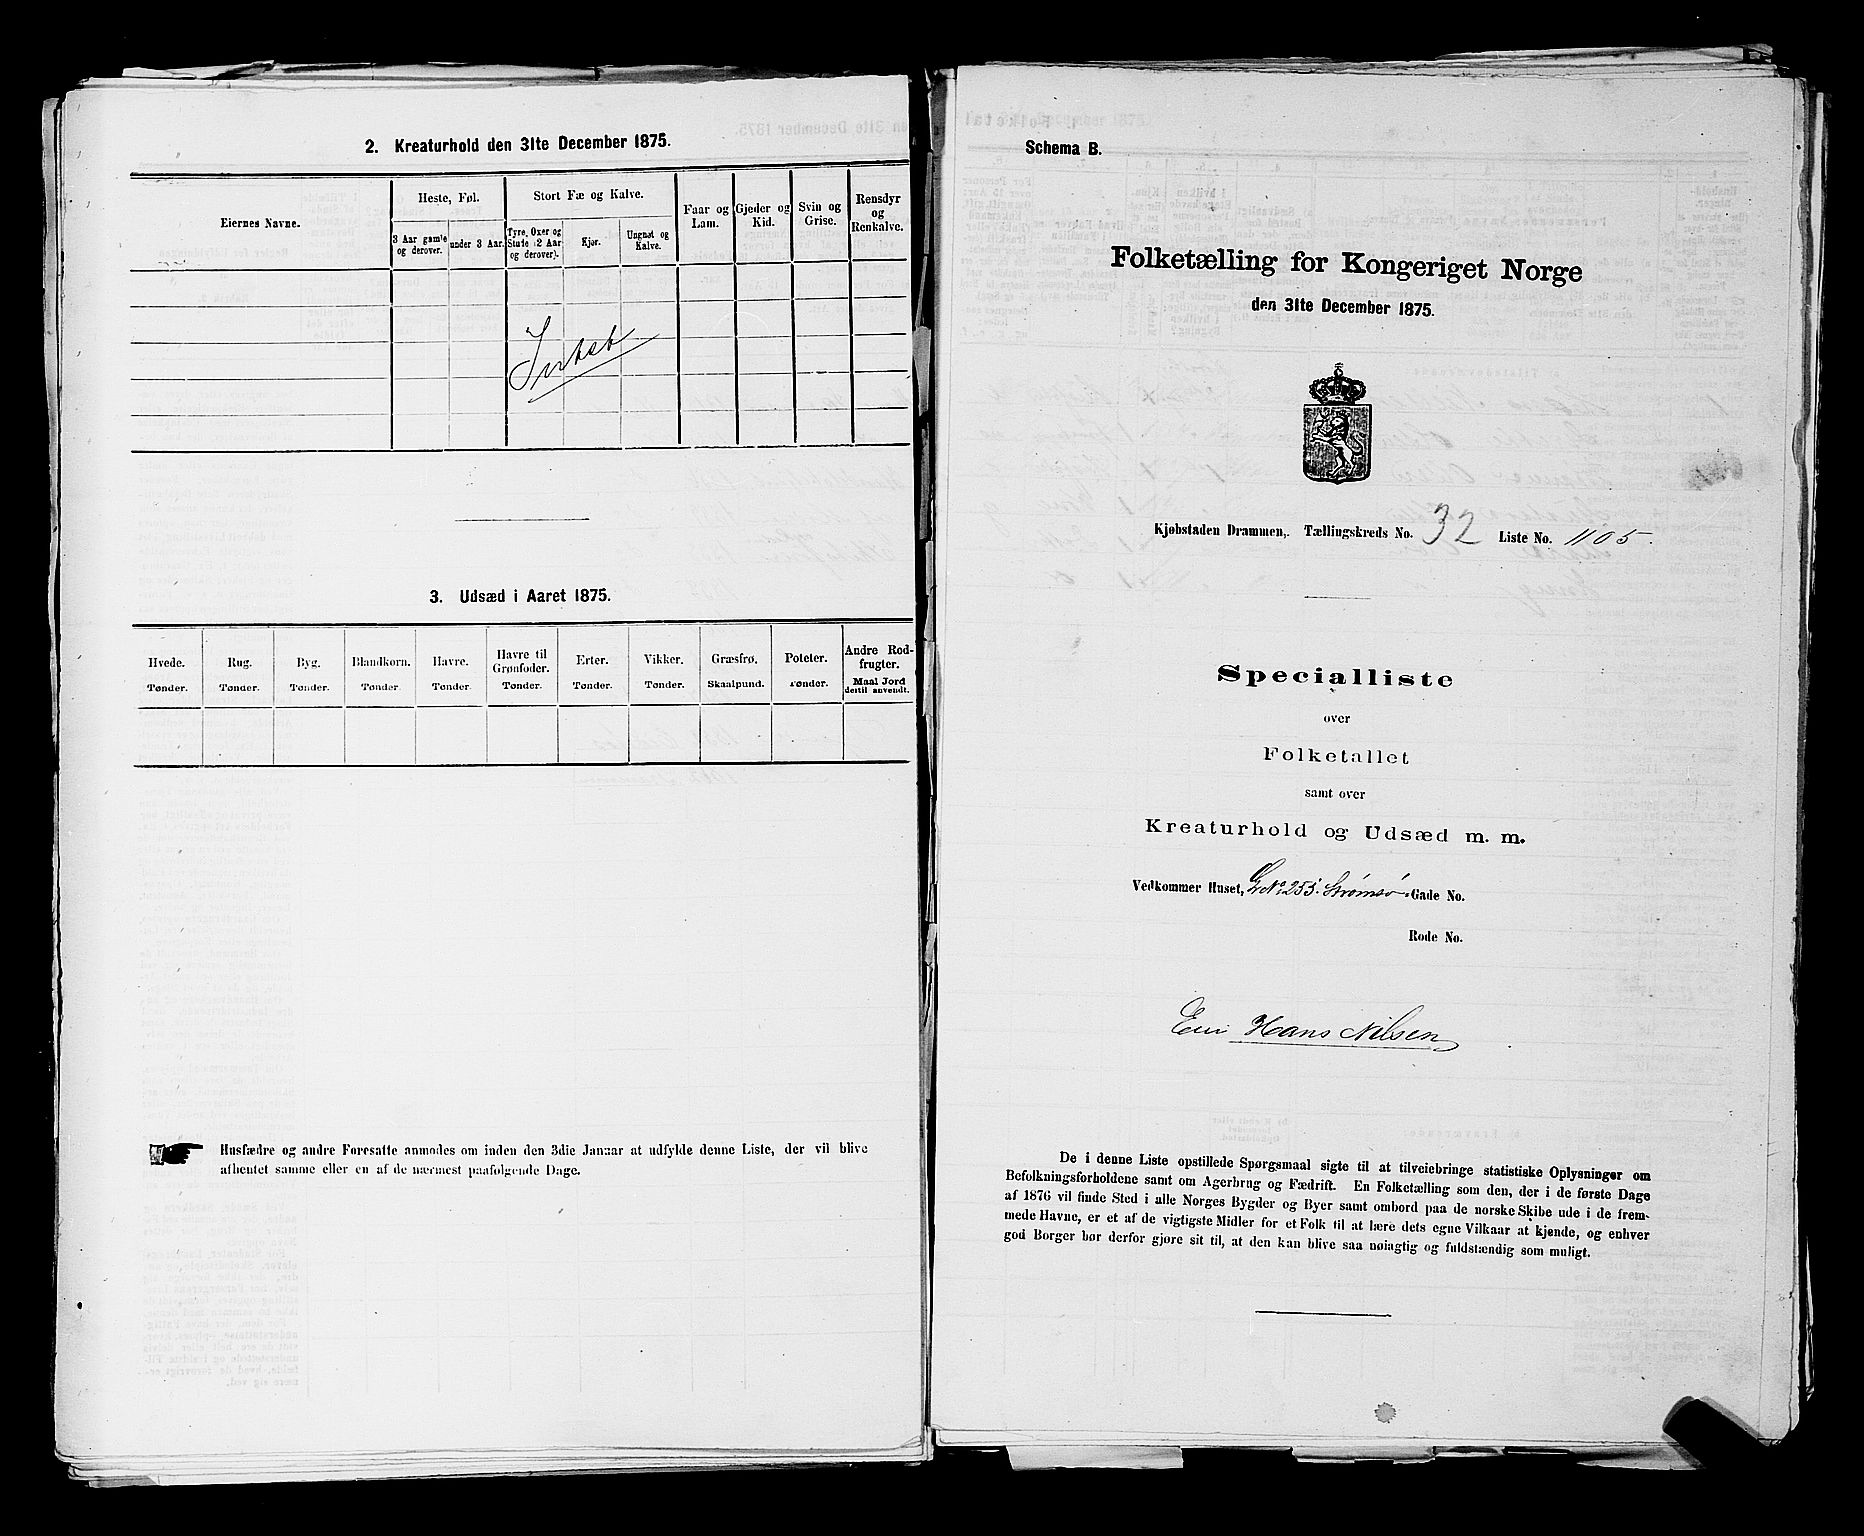 2. Kreaturhold den 31te December 1875.
Eiernes Navne.
Heste, Føl.
3 Aar gamle og derover.
under 3 Aar.
Stort Fæ og Kalve.
Tyre, Oxer og Stude (2 Aar og derover).
Kjør.
Ungnøt og Kalve.
Faar og Lam.
Gjeder og Kid.
Svin og Grise.
Rensdyr og Renkalve.
Intet
3. Udsæd i Aaret 1875.
Hvede. Tønder.
Rug. Tønder.
Byg. Tønder.
Blandkorn. Tønder.
Havre. Tønder.
Havre til Grønfoder. Tønder.
Erter. Tønder.
Vikker. Tønder.
Græsfrø. Skaalpund.
Poteter. Tønder.
Andre Rodfrugter. Maal Jord dertil anvendt.
Husfædre og andre Foresatte anmodes om inden den 3die Januar at udfylde denne Liste, der vil blive
afhentet samme eller en af de nærmest paafølgende Dage.
Schema B.
Folketælling for Kongeriget Norge
den 31te December 1875.
Kjøbstaden Drammen, Tællingskreds No. 32 Liste No. 1105.
Specialliste
over
Folketallet
samt over
Kreaturhold og Udsæd m. m.
Vedkommer Huset, G No. 255. Strømsø Gade No.
Rode No.
Hans Nilsen
De i denne Liste opstillede Spørgsmaal sigte til at tilveiebringe statistiske Oplysninger om
Befolkningsforholdene samt om Agerbrug og Fædrift. En Folketælling som den, der i de første Dage
af 1876 vil finde Sted i alle Norges Bygder og Byer samt ombord paa de norske Skibe ude i de frem-
mede Havne, er et af de vigtigste Midler for et Folk til at lære dets egne Vilkaar at kjende, og enhver
god Borger bør derfor gjøre sit til, at den kan blive saa nøiagtig og fuldstændig som muligt.